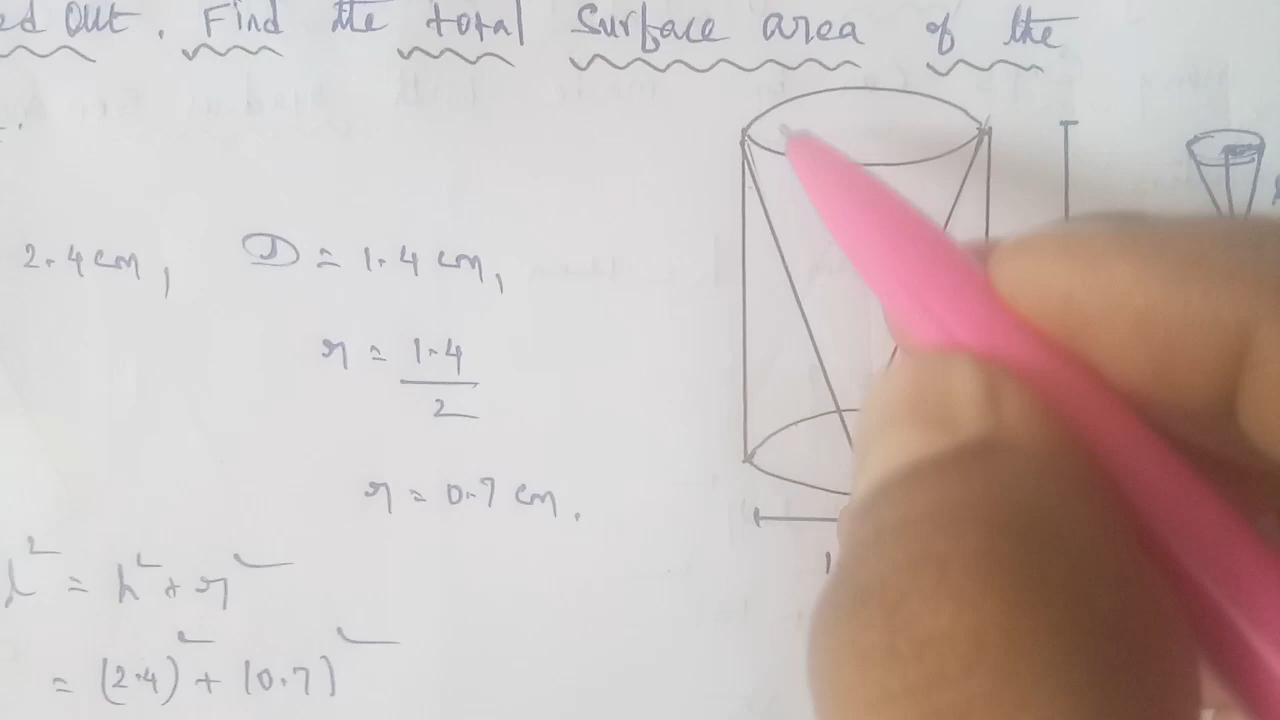 ed out. Find the total surface area of the
2.4 cm, D = 1.4 cm,
r = 1.4
2
r = 0.7 cm.
l² = h² + r²
= (2.4)² + (0.7)²